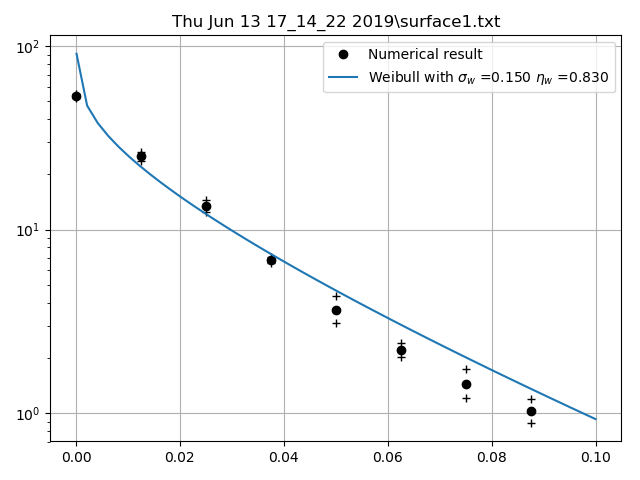 Thu Jun 13 17_14_22 2019\surface1.txt
Numerical result
Weibull with σw =0.150 ηw =0.830
10²
10¹
10⁰
0.00 0.02 0.04 0.06 0.08 0.10